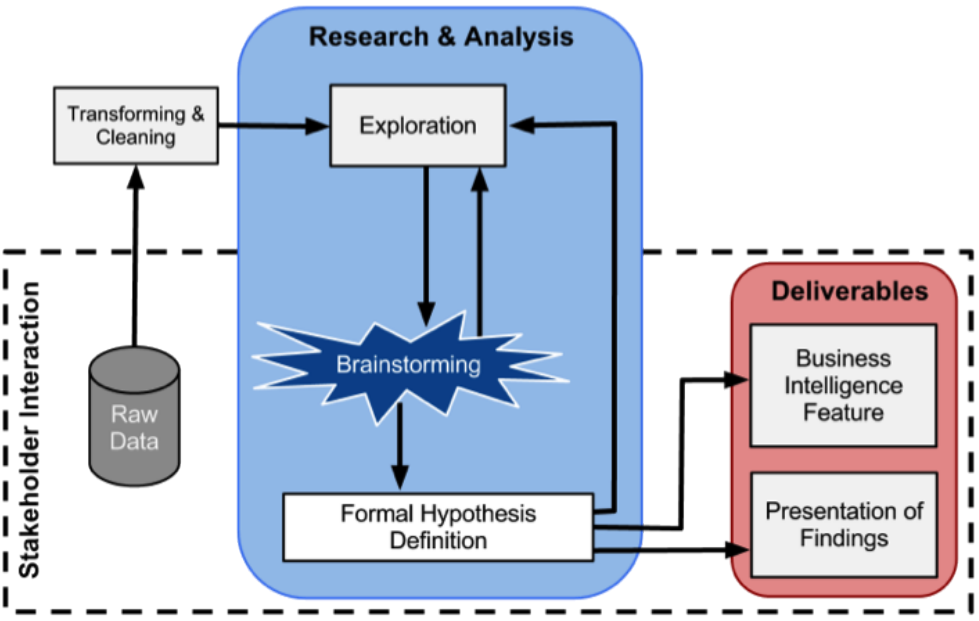 Research & Analysis
Transforming &
Cleaning
Exploration
Stakeholder Interaction
Raw
Data
Brainstorming
Formal Hypothesis
Definition
Deliverables
Business
Intelligence
Feature
Presentation of
Findings